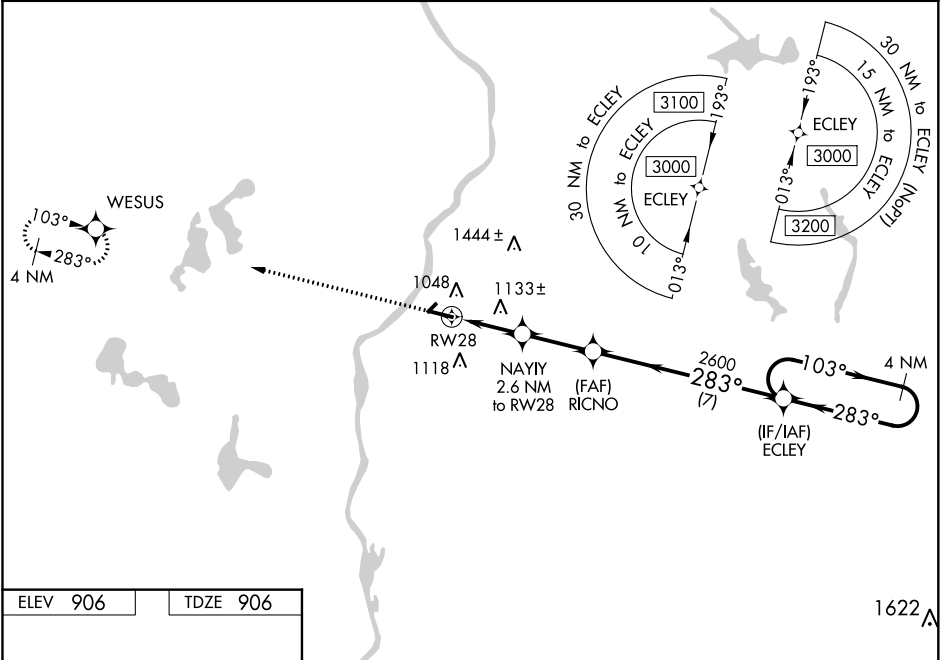 30 NM to ECLEY
3100
193°
10 NM to ECLEY
3000
ECLEY
013°
30 NM to ECLEY (NoPT)
193°
15 NM to ECLEY
ECLEY
3000
013°
3200
WESUS
103°
283°
4 NM
1444 ±
1048
1133±
RW28
1118
NAYIY
2.6 NM
to RW28
(FAF)
RICNO
2600
283°
(7)
103°
4 NM
283°
(IF/IAF)
ECLEY
ELEV 906
TDZE 906
1622